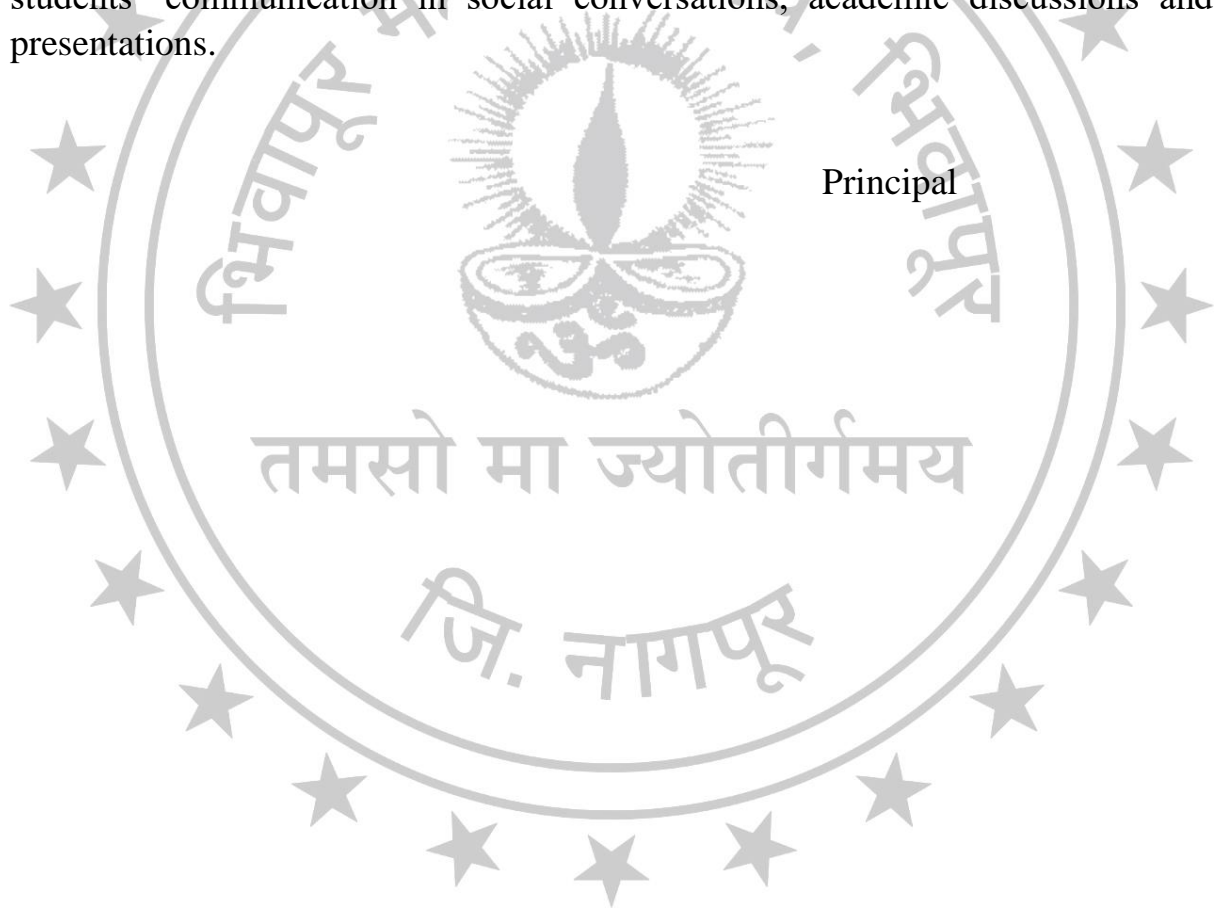 students communication in social conversations, academic discussions and
presentations.
Principal
भिवापूर
भिवापूर
ॐ
तमसो मा ज्योतीर्गमय
जि. नागपूर